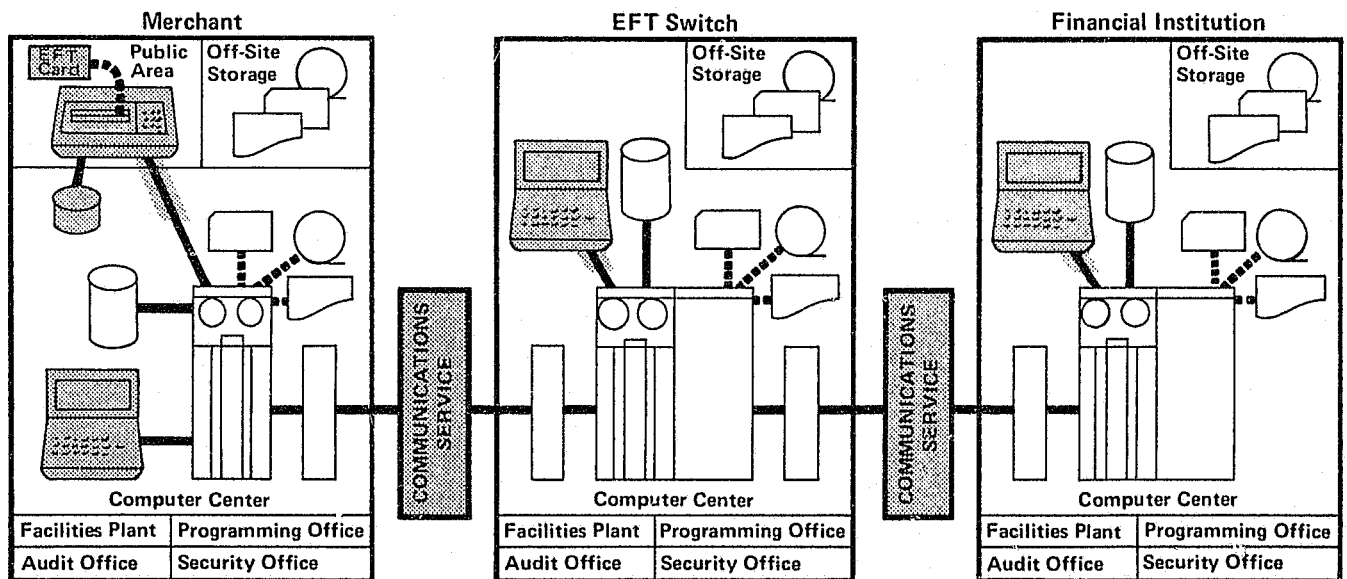 Merchant
EFT Switch
Financial Institution
EFT
Card
Public
Area
Off-Site
Storage
Off-Site
Storage
Off-Site
Storage
COMMUNICATIONS
SERVICE
COMMUNICATIONS
SERVICE
Computer Center
Computer Center
Computer Center
Facilities Plant
Programming Office
Facilities Plant
Programming Office
Facilities Plant
Programming Office
Audit Office
Security Office
Audit Office
Security Office
Audit Office
Security Office